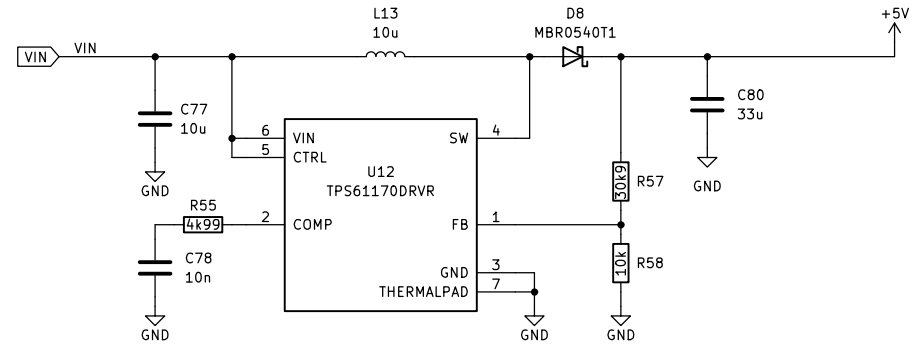 L13
10u
D8
MBR0540T1
+5V
VIN
VIN
C77
10u
C80
33u
GND
GND
6
VIN
5
CTRL
SW
4
U12
TPS61170DRVR
30k9
R57
R55
4k99
2
COMP
FB
1
C78
10n
GND
3
THERMALPAD
7
10k
R58
GND
GND
GND